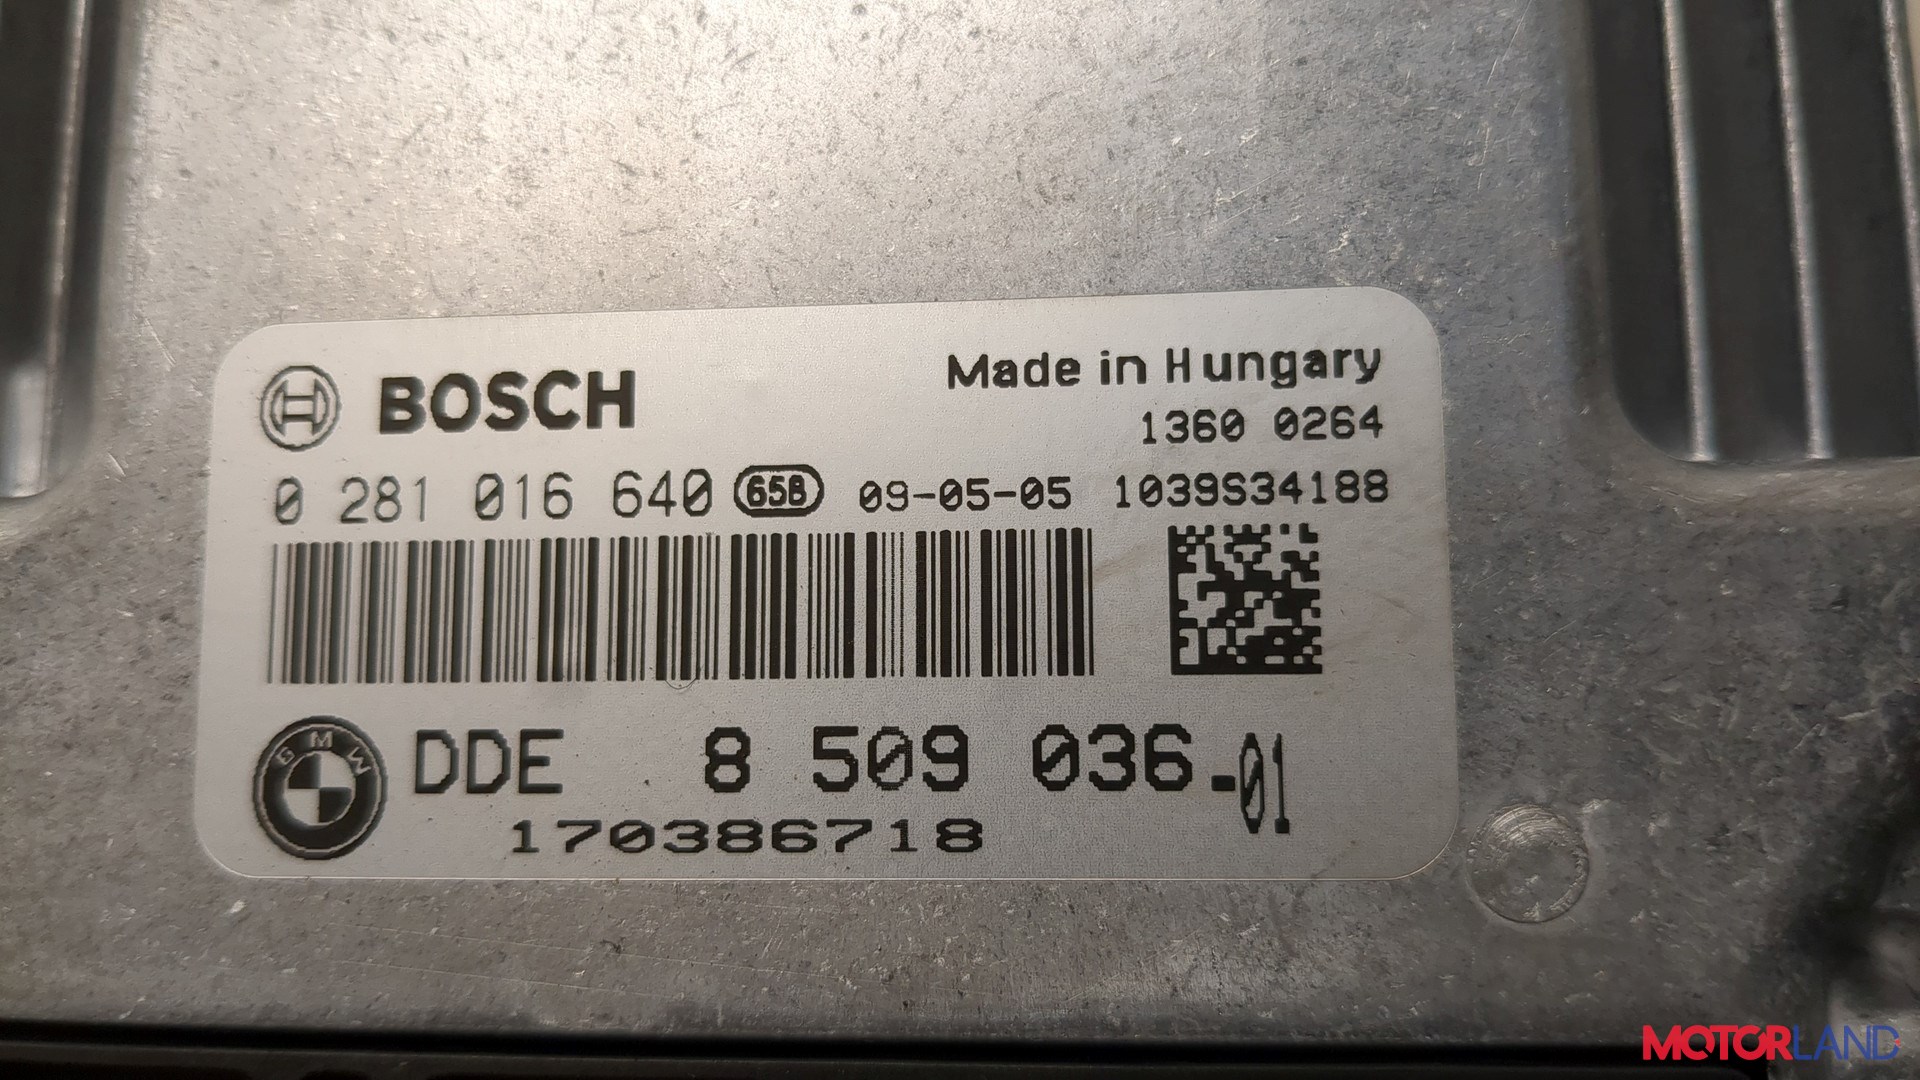 BOSCH
Made in Hungary
1360 0264
0 281 016 640 65B 09-05-05 1039S34188
BMW
DDE 8 509 036.01
170386718
MOTORLAND